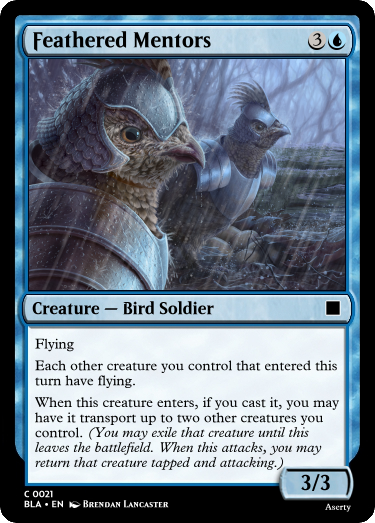 Feathered Mentors 3
Creature — Bird Soldier
Flying
Each other creature you control that entered this
turn have flying.
When this creature enters, if you cast it, you may
have it transport up to two other creatures you
control. (You may exile that creature until this
leaves the battlefield. When this attacks, you may
return that creature tapped and attacking.)
3/3
C 0021
BLA • EN Brendan Lancaster
Aserty